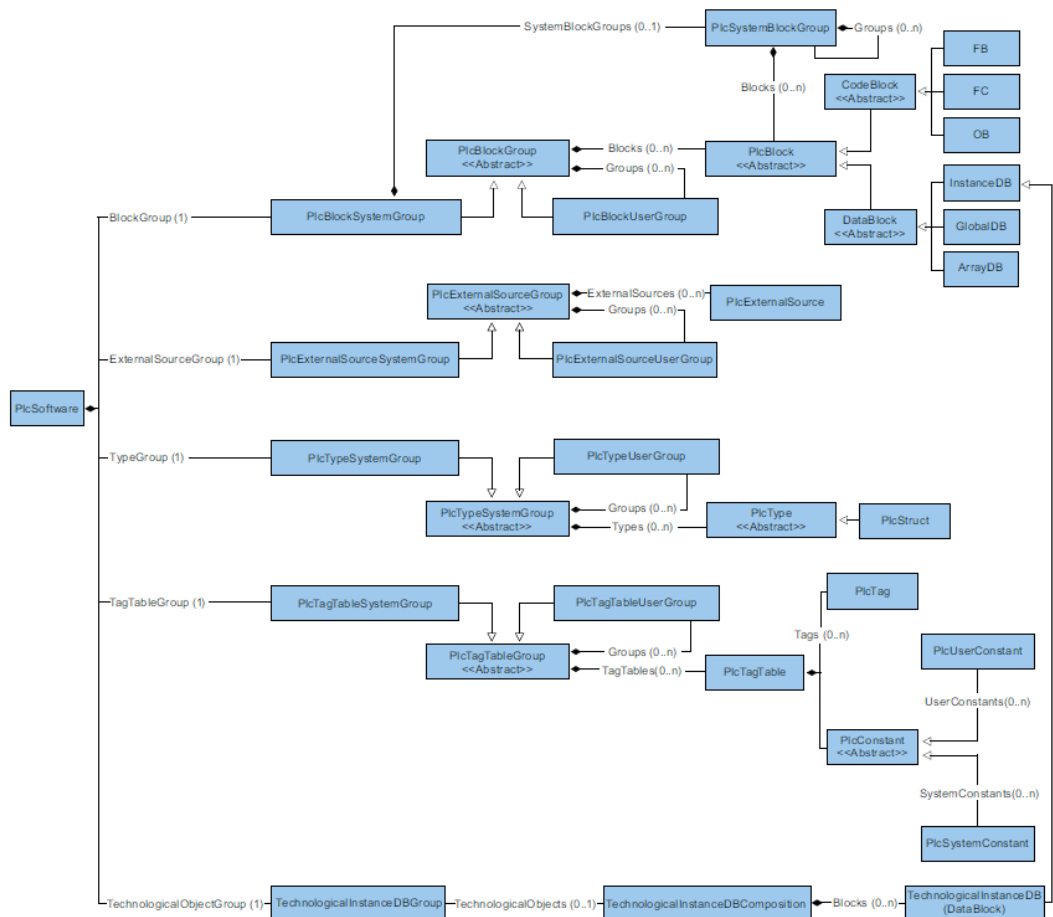 SystemBlockGroups (0..1)
PlcSystemBlockGroup
Groups (0..n)
FB
Blocks (0..n)
CodeBlock
<<Abstract>>
FC
OB
PlcBlockGroup
<<Abstract>>
Blocks (0..n)
Groups (0..n)
PlcBlock
<<Abstract>>
InstanceDB
BlockGroup (1)
PlcBlockSystemGroup
PlcBlockUserGroup
DataBlock
<<Abstract>>
GlobalDB
ArrayDB
PlcExternalSourceGroup
<<Abstract>>
ExternalSources (0..n)
Groups (0..n)
PlcExternalSource
ExternalSourceGroup (1)
PlcExternalSourceSystemGroup
PlcExternalSourceUserGroup
PlcSoftware
TypeGroup (1)
PlcTypeSystemGroup
PlcTypeUserGroup
PlcTypeSystemGroup
<<Abstract>>
Groups (0..n)
Types (0..n)
PlcType
<<Abstract>>
PlcStruct
TagTableGroup (1)
PlcTagTableSystemGroup
PlcTagTableUserGroup
PlcTag
Tags (0..n)
PlcTagTableGroup
<<Abstract>>
Groups (0..n)
TagTables(0..n)
PlcTagTable
PlcUserConstant
UserConstants(0..n)
PlcConstant
<<Abstract>>
SystemConstants(0..n)
PlcSystemConstant
TechnologicalObjectGroup (1)
TechnologicalInstanceDBGroup
TechnologicalObjects (0..1)
TechnologicalInstanceDBComposition
Blocks (0..n)
TechnologicalInstanceDB
(DataBlock)